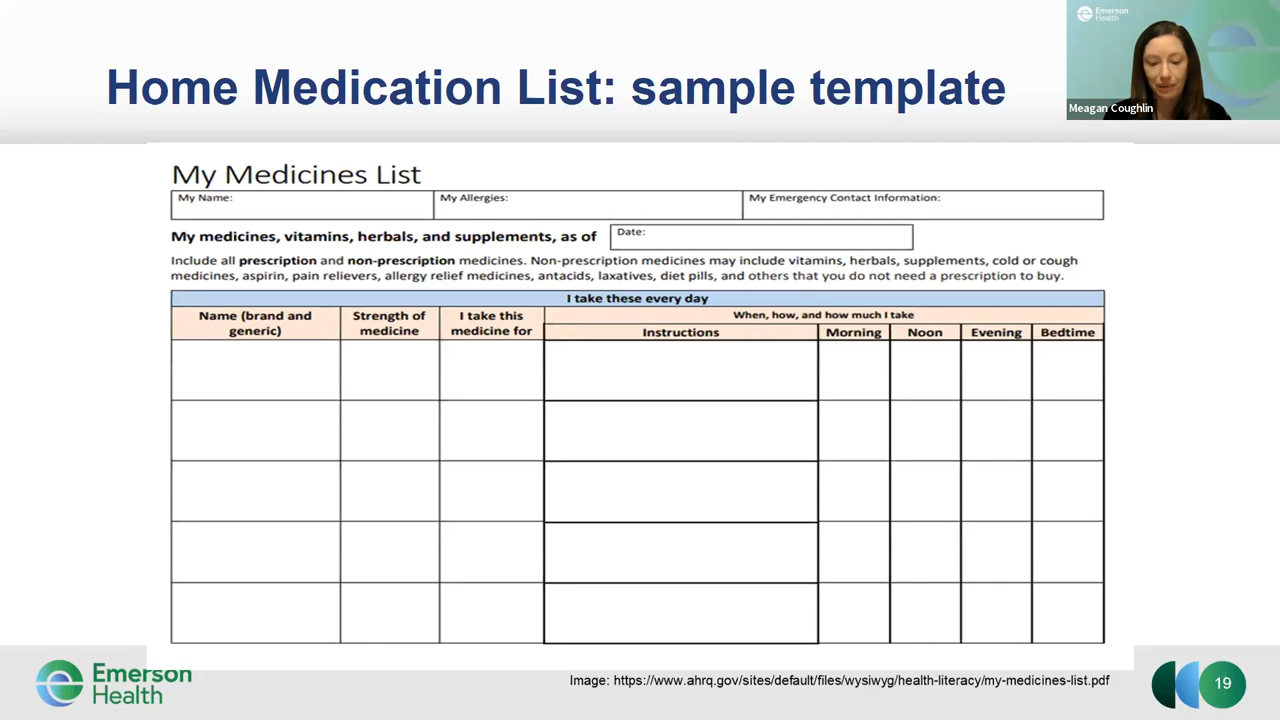 Emerson
Health
Home Medication List: sample template
Meagan Coughlin
My Medicines List
My Name:
My Allergies:
My Emergency Contact Information:
My medicines, vitamins, herbals, and supplements, as of
Date:
Include all prescription and non-prescription medicines. Non-prescription medicines may include vitamins, herbals, supplements, cold or cough
medicines, aspirin, pain relievers, allergy relief medicines, antacids, laxatives, diet pills, and others that you do not need a prescription to buy.
I take these every day
Name (brand and
generic)
Strength of
medicine
I take this
medicine for
When, how, and how much I take
Instructions
Morning
Noon
Evening
Bedtime
Emerson
Health
Image: https://www.ahrq.gov/sites/default/files/wysiwyg/health-literacy/my-medicines-list.pdf
19